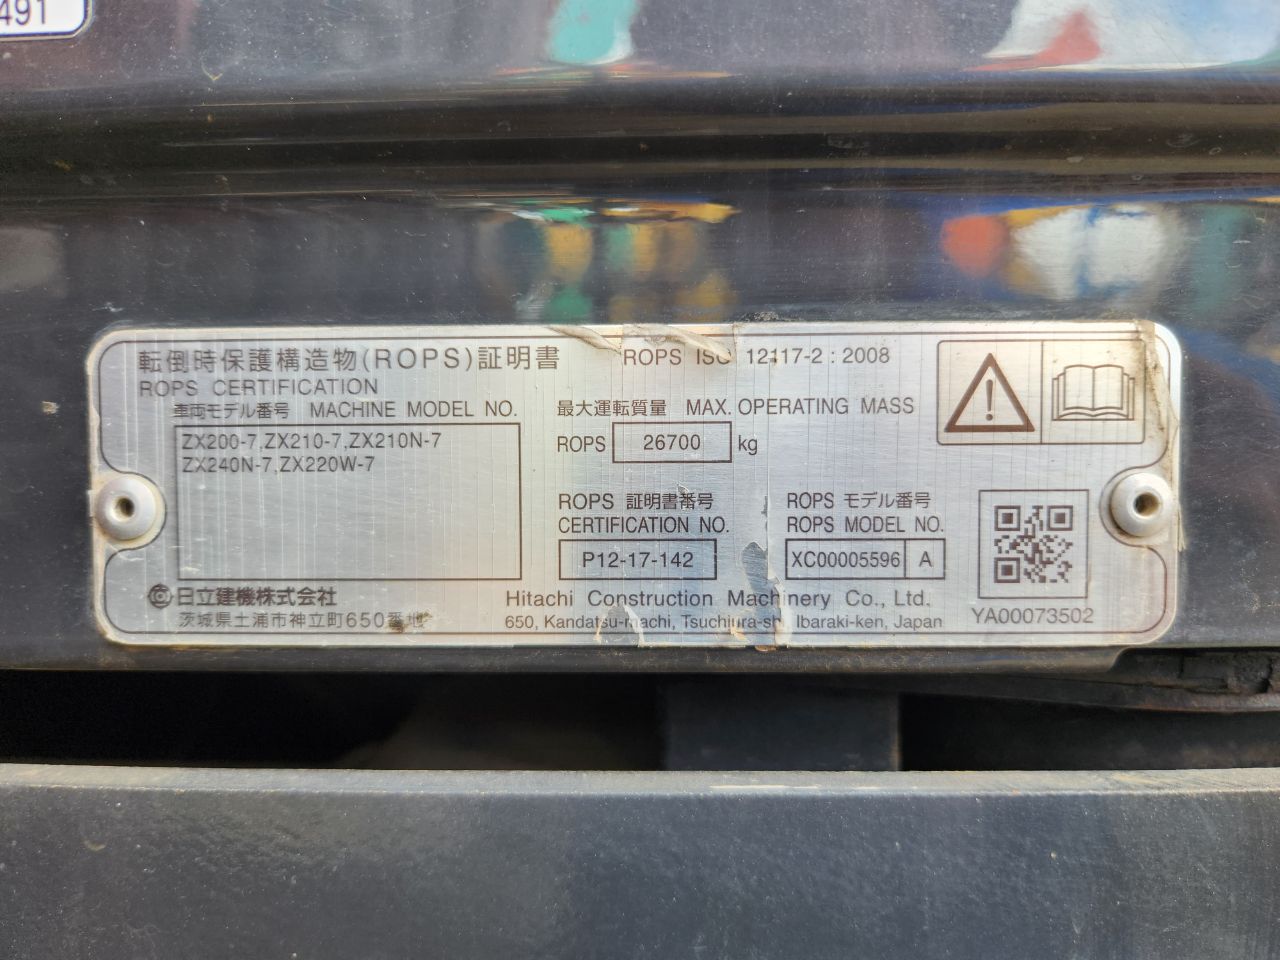 491
転倒時保護構造物(ROPS)証明書
ROPS CERTIFICATION
ROPS ISO 12117-2 : 2008
車両モデル番号 MACHINE MODEL NO.
ZX200-7,ZX210-7,ZX210N-7
ZX240N-7,ZX220W-7
最大運転質量 MAX. OPERATING MASS
ROPS 26700 kg
ROPS 証明書番号
CERTIFICATION NO.
P12-17-142
ROPS モデル番号
ROPS MODEL NO.
XC00005596 A
日立建機株式会社
茨城県土浦市神立町650番地
Hitachi Construction Machinery Co., Ltd.
650, Kandatsu-machi, Tsuchiura-shi, Ibaraki-ken, Japan
YA00073502